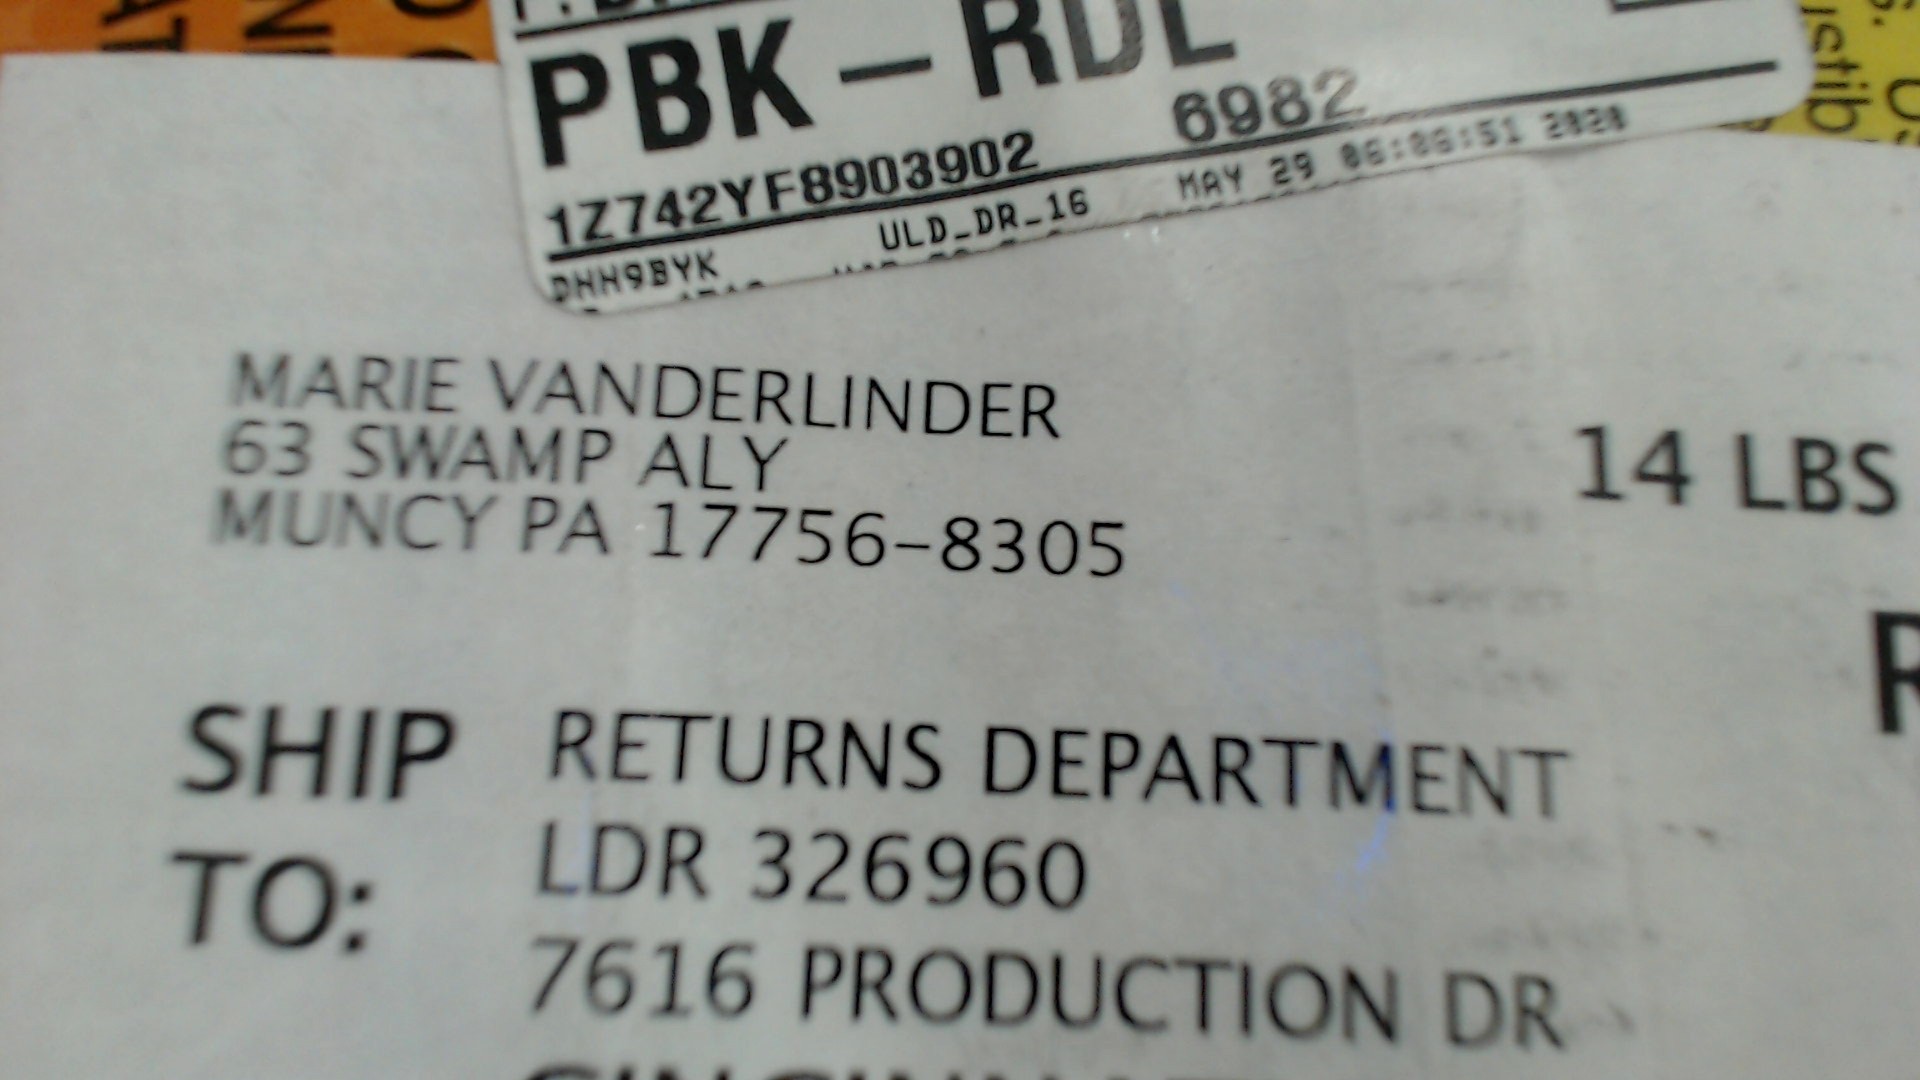 PBK – RDL
6982
1Z742YF8903902
MAY 29 06:06:51 2020
ULD_DR_16
DHH9BYK
MARIE VANDERLINDER
63 SWAMP ALY
MUNCY PA 17756-8305
14 LBS
SHIP TO:
RETURNS DEPARTMENT
LDR 326960
7616 PRODUCTION DR